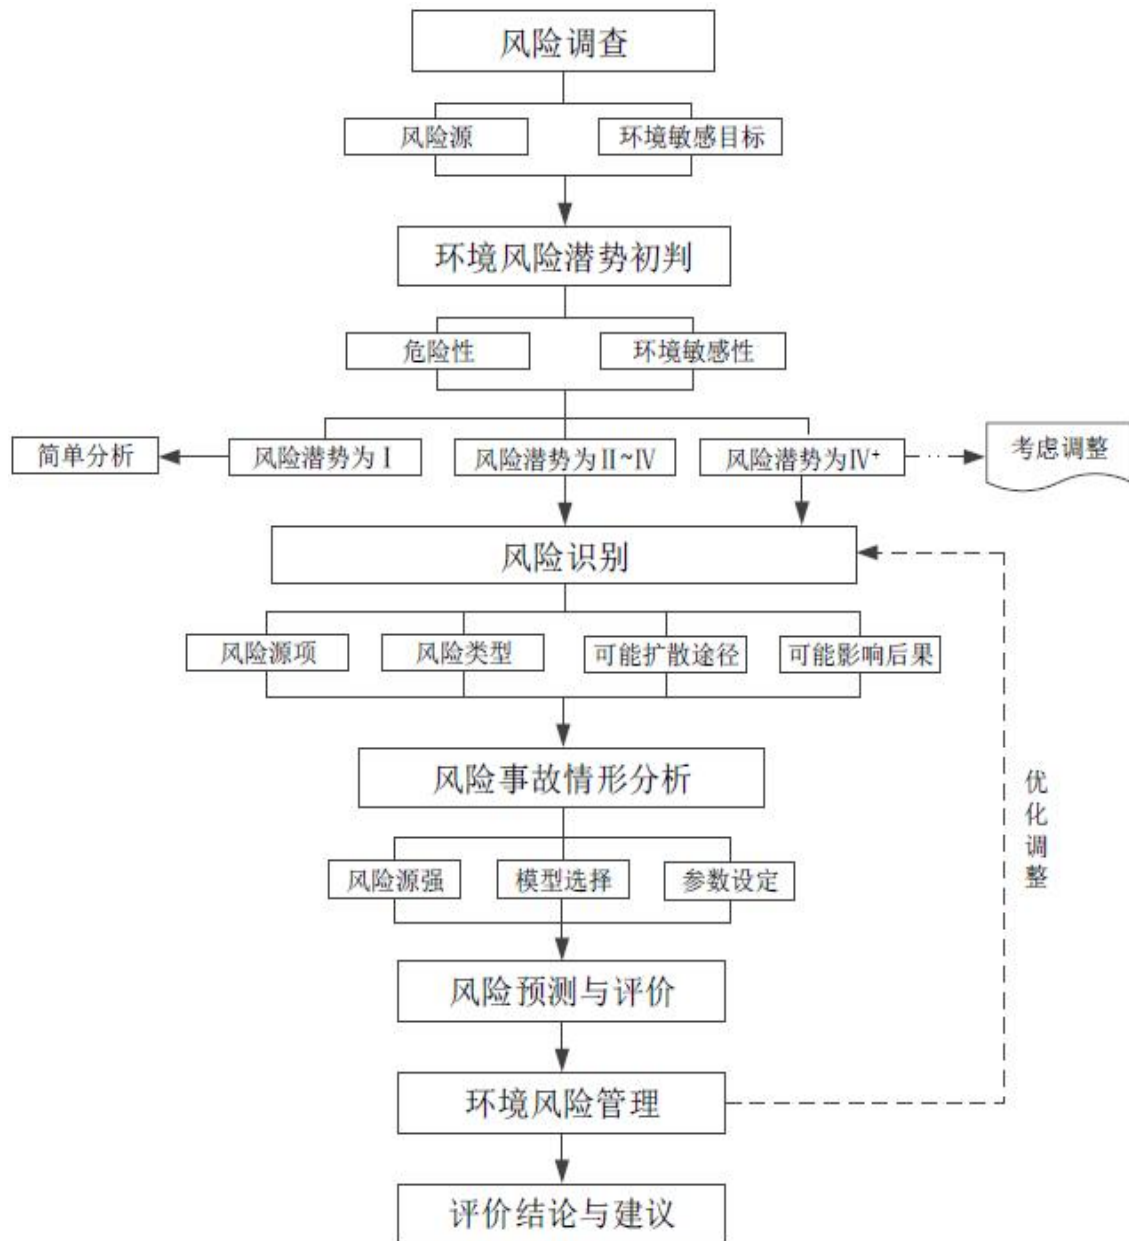 风险调查
风险源
环境敏感目标
环境风险潜势初判
危险性
环境敏感性
简单分析
风险潜势为Ⅰ
风险潜势为Ⅱ~Ⅳ
风险潜势为Ⅳ⁺
考虑调整
风险识别
风险源项
风险类型
可能扩散途径
可能影响后果
风险事故情形分析
风险源强
模型选择
参数设定
优化调整
风险预测与评价
环境风险管理
评价结论与建议